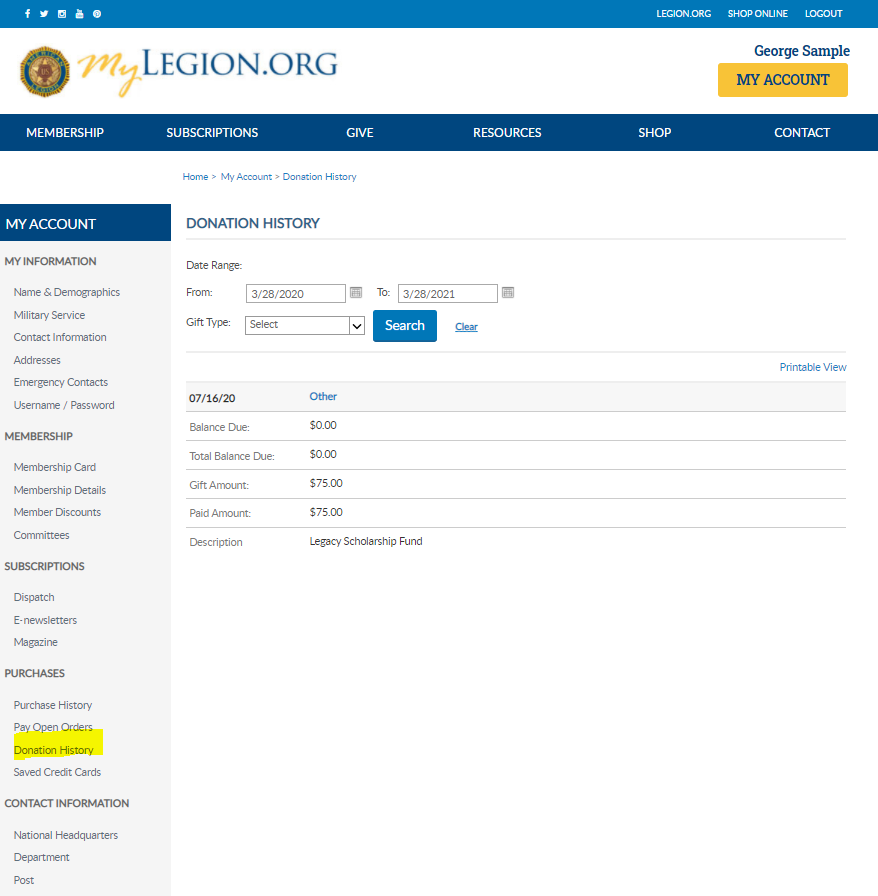 LEGION.ORG SHOP ONLINE LOGOUT
MyLEGION.ORG
George Sample
MY ACCOUNT
MEMBERSHIP SUBSCRIPTIONS GIVE RESOURCES SHOP CONTACT
Home > My Account > Donation History
MY ACCOUNT
MY INFORMATION
Name & Demographics
Military Service
Contact Information
Addresses
Emergency Contacts
Username / Password
MEMBERSHIP
Membership Card
Membership Details
Member Discounts
Committees
SUBSCRIPTIONS
Dispatch
E-newsletters
Magazine
PURCHASES
Purchase History
Pay Open Orders
Donation History
Saved Credit Cards
CONTACT INFORMATION
National Headquarters
Department
Post
DONATION HISTORY
Date Range:
From: 3/28/2020 To: 3/28/2021
Gift Type: Select Search Clear
Printable View
07/16/20 Other
Balance Due: $0.00
Total Balance Due: $0.00
Gift Amount: $75.00
Paid Amount: $75.00
Description Legacy Scholarship Fund